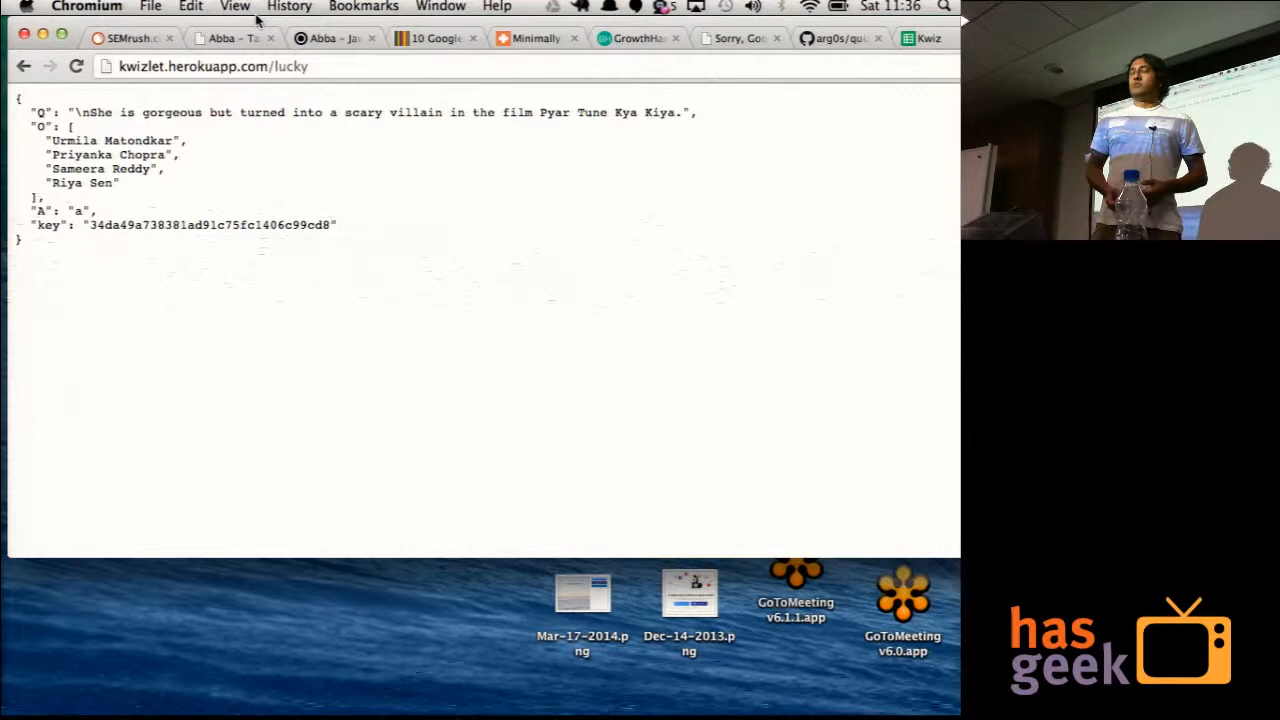 Chromium File Edit View History Bookmarks Window Help 5 Sat 11:36
SEMrush.c Abba – Ta Abba – Jav 10 Google Minimally GrowthHa Sorry, Goo arg0s/qui Kwiz
kwizlet.herokuapp.com/lucky
{
"Q": "\nShe is gorgeous but turned into a scary villain in the film Pyar Tune Kya Kiya.",
"O": [
"Urmila Matondkar",
"Priyanka Chopra",
"Sameera Reddy",
"Riya Sen"
],
"A": "a",
"key": "34da49a738381ad91c75fc1406c99cd8"
}
Mar-17-2014.p
ng
Dec-14-2013.p
ng
GoToMeeting
v6.1.1.app
GoToMeeting
v6.0.app
has
geek